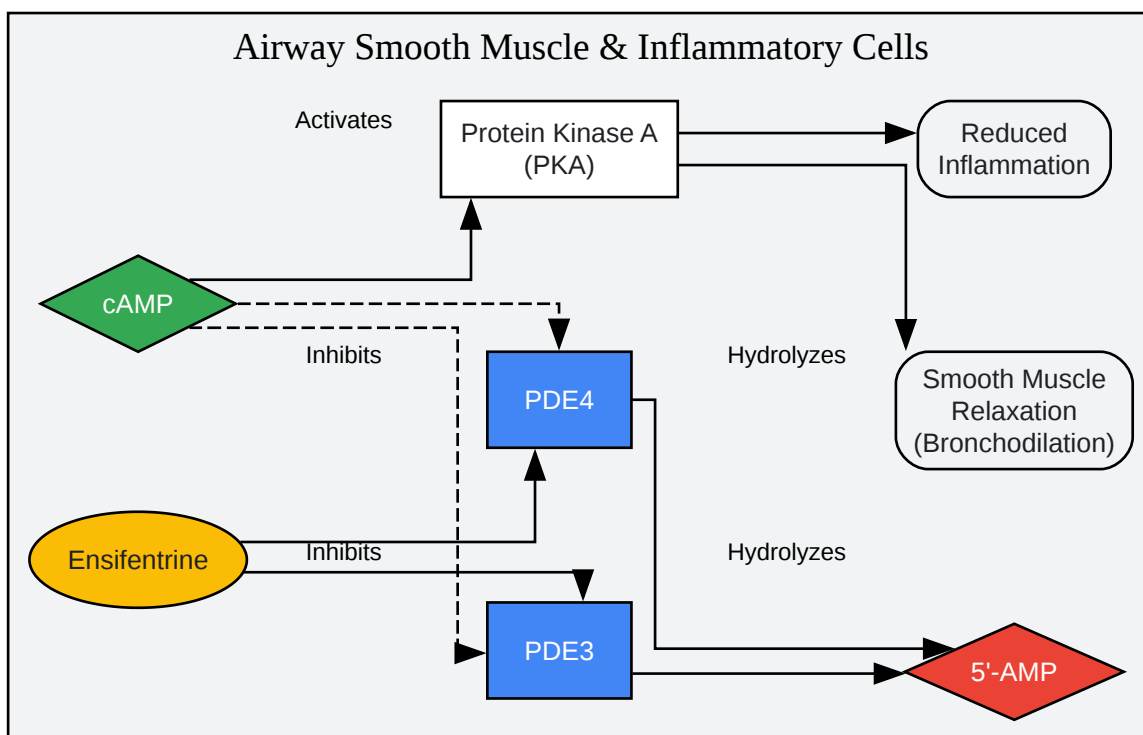 Airway Smooth Muscle & Inflammatory Cells
Activates
Protein Kinase A
(PKA)
Reduced
Inflammation
cAMP
Inhibits
Hydrolyzes
PDE4
Smooth Muscle
Relaxation
(Bronchodilation)
Ensifentrine
Inhibits
Hydrolyzes
PDE3
5'-AMP